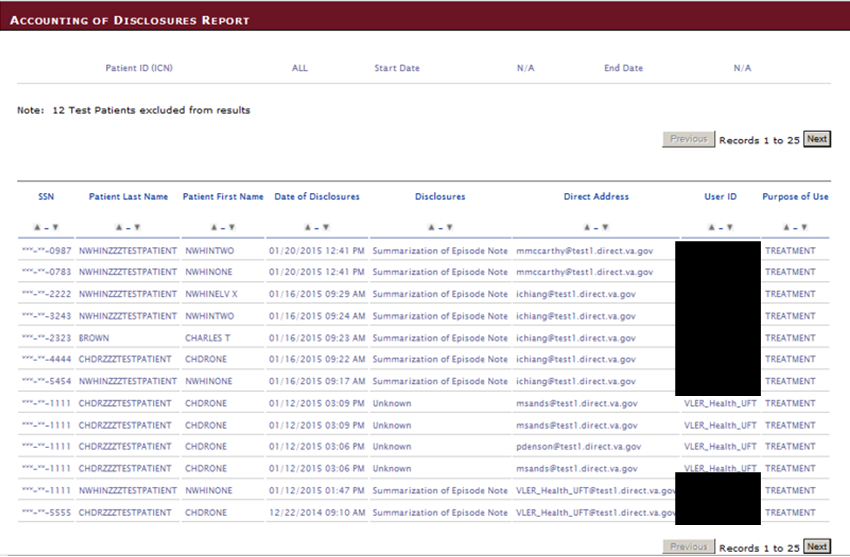 ACCOUNTING OF DISCLOSURES REPORT
Patient ID (ICN) ALL Start Date N/A End Date N/A
Note: 12 Test Patients excluded from results
Previous Records 1 to 25 Next
SSN Patient Last Name Patient First Name Date of Disclosures Disclosures Direct Address User ID Purpose of Use
▲ - ▼ ▲ - ▼ ▲ - ▼ ▲ - ▼ ▲ - ▼ ▲ - ▼ ▲ - ▼ ▲ - ▼
***-**-0987 NWHINZZZTESTPATIENT NWHINTWO 01/20/2015 12:41 PM Summarization of Episode Note mmccarthy@test1.direct.va.gov TREATMENT
***-**-0783 NWHINZZZTESTPATIENT NWHINONE 01/20/2015 12:41 PM Summarization of Episode Note mmccarthy@test1.direct.va.gov TREATMENT
***-**-2222 NWHINZZZTESTPATIENT NWHINELV X 01/16/2015 09:29 AM Summarization of Episode Note ichiang@test1.direct.va.gov TREATMENT
***-**-3243 NWHINZZZTESTPATIENT NWHINTWO 01/16/2015 09:24 AM Summarization of Episode Note ichiang@test1.direct.va.gov TREATMENT
***-**-2323 BROWN CHARLES T 01/16/2015 09:23 AM Summarization of Episode Note ichiang@test1.direct.va.gov TREATMENT
***-**-4444 CHDRZZZTESTPATIENT CHDRONE 01/16/2015 09:22 AM Summarization of Episode Note ichiang@test1.direct.va.gov TREATMENT
***-**-5454 NWHINZZZTESTPATIENT NWHINONE 01/16/2015 09:17 AM Summarization of Episode Note ichiang@test1.direct.va.gov TREATMENT
***-**-1111 CHDRZZZTESTPATIENT CHDRONE 01/12/2015 03:09 PM Unknown msands@test1.direct.va.gov VLER_Health_UFT TREATMENT
***-**-1111 CHDRZZZTESTPATIENT CHDRONE 01/12/2015 03:09 PM Unknown msands@test1.direct.va.gov VLER_Health_UFT TREATMENT
***-**-1111 CHDRZZZTESTPATIENT CHDRONE 01/12/2015 03:06 PM Unknown pdenson@test1.direct.va.gov VLER_Health_UFT TREATMENT
***-**-1111 CHDRZZZTESTPATIENT CHDRONE 01/12/2015 03:06 PM Unknown msands@test1.direct.va.gov VLER_Health_UFT TREATMENT
***-**-1111 NWHINZZZTESTPATIENT NWHINONE 01/12/2015 01:47 PM Summarization of Episode Note VLER_Health_UFT@test1.direct.va.gov TREATMENT
***-**-5555 CHDRZZZTESTPATIENT CHDRONE 12/22/2014 09:10 AM Summarization of Episode Note VLER_Health_UFT@test1.direct.va.gov TREATMENT
Previous Records 1 to 25 Next